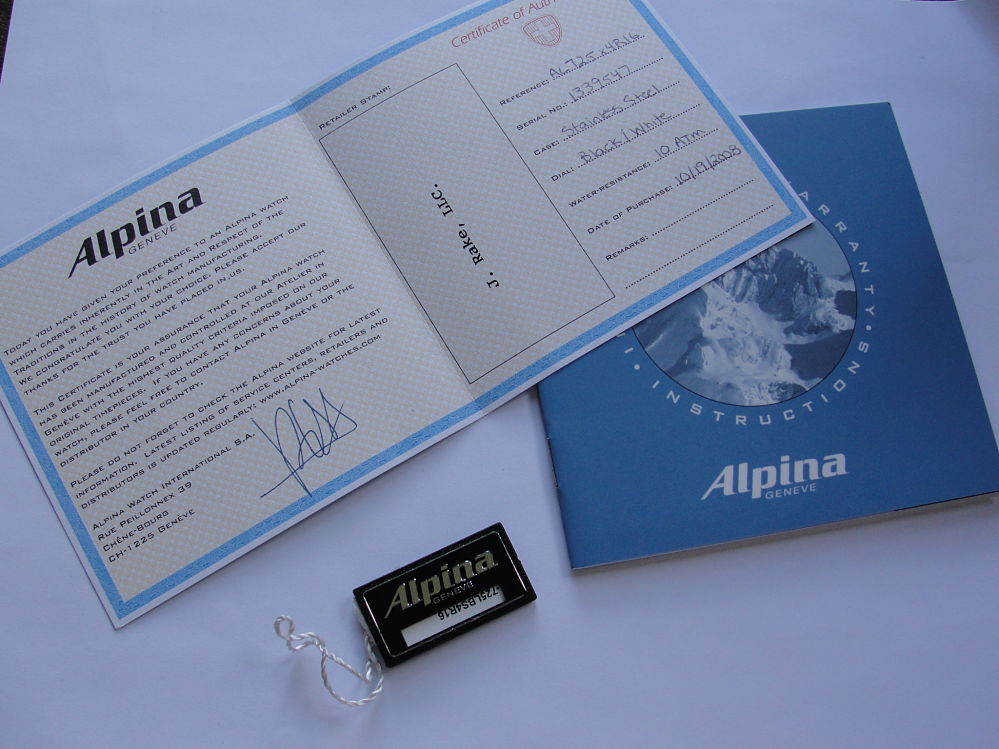 Alpina
GENEVE
TODAY YOU HAVE GIVEN YOUR PREFERENCE TO AN ALPINA WATCH
WHICH CARRIES INHERENTLY IN THE ART AND RESPECT OF THE
TRADITIONS IN THE HISTORY OF WATCH MANUFACTURING.
WE CONGRATULATE YOU WITH YOUR CHOICE. PLEASE ACCEPT OUR
THANKS FOR THE TRUST YOU HAVE PLACED IN US.
THIS CERTIFICATE IS YOUR ASSURANCE THAT YOUR ALPINA WATCH
HAS BEEN MANUFACTURED AND CONTROLLED AT OUR ATELIER IN
GENÈVE WITH THE HIGHEST QUALITY CRITERIA IMPOSED ON OUR
ORIGINAL TIMEPIECES. IF YOU HAVE ANY CONCERNS ABOUT YOUR
WATCH, PLEASE FEEL FREE TO CONTACT ALPINA IN GENÈVE OR THE
DISTRIBUTOR IN YOUR COUNTRY.
PLEASE DO NOT FORGET TO CHECK THE ALPINA WEBSITE FOR LATEST
INFORMATION. LATEST LISTING OF SERVICE CENTERS, RETAILERS AND
DISTRIBUTORS IS UPDATED REGULARLY: WWW.ALPINA-WATCHES.COM
ALPINA WATCH INTERNATIONAL S.A.
RUE PEILLONNEX 39
CHÊNE-BOURG
CH-1225 GENÈVE
RETAILER STAMP:
J. Rake, LLC.
Certificate of Auth
REFERENCE: AL725x4R16
SERIAL NO.: 1339547
CASE: Stainless Steel
DIAL: Black/White
WATER-RESISTANCE: 10 ATM
DATE OF PURCHASE: 10/19/2008
REMARKS:
ARRANTY • INSTRUCTIONS •
Alpina
GENEVE
Alpina
GENEVE
725LBS4R16